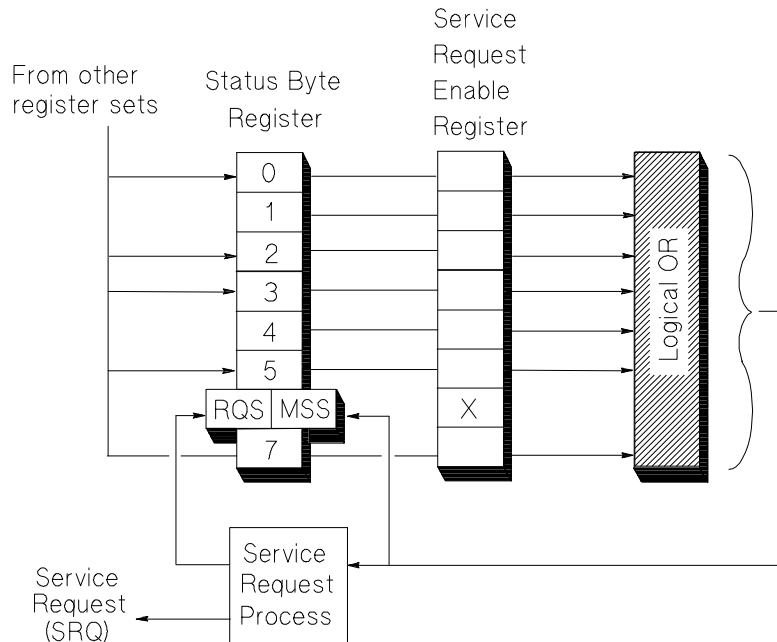 From other
register sets
Status Byte
Register
Service
Request
Enable
Register
0
1
2
3
4
5
RQS MSS
7
X
Logical OR
Service
Request
Process
Service
Request
(SRQ)